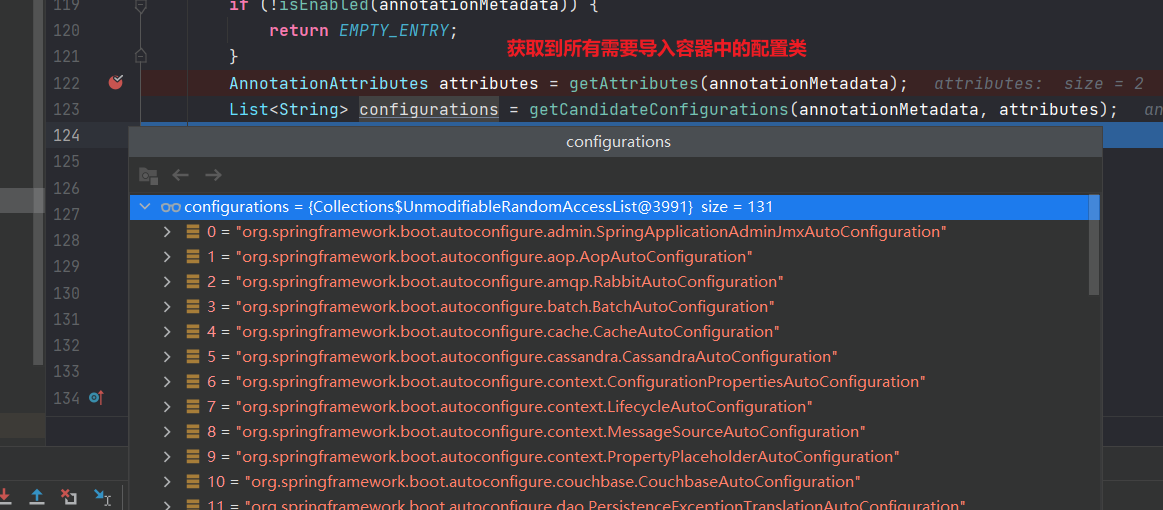 119 if (!isEnabled(annotationMetadata)) {
120 return EMPTY_ENTRY;
121 }
获取到所有需要导入容器中的配置类
122 AnnotationAttributes attributes = getAttributes(annotationMetadata); attributes: size = 2
123 List<String> configurations = getCandidateConfigurations(annotationMetadata, attributes); an
124
configurations
125
126
127
128
129
130
131
132
133
134
configurations = {Collections$UnmodifiableRandomAccessList@3991} size = 131
0 = "org.springframework.boot.autoconfigure.admin.SpringApplicationAdminJmxAutoConfiguration"
1 = "org.springframework.boot.autoconfigure.aop.AopAutoConfiguration"
2 = "org.springframework.boot.autoconfigure.amqp.RabbitAutoConfiguration"
3 = "org.springframework.boot.autoconfigure.batch.BatchAutoConfiguration"
4 = "org.springframework.boot.autoconfigure.cache.CacheAutoConfiguration"
5 = "org.springframework.boot.autoconfigure.cassandra.CassandraAutoConfiguration"
6 = "org.springframework.boot.autoconfigure.context.ConfigurationPropertiesAutoConfiguration"
7 = "org.springframework.boot.autoconfigure.context.LifecycleAutoConfiguration"
8 = "org.springframework.boot.autoconfigure.context.MessageSourceAutoConfiguration"
9 = "org.springframework.boot.autoconfigure.context.PropertyPlaceholderAutoConfiguration"
10 = "org.springframework.boot.autoconfigure.couchbase.CouchbaseAutoConfiguration"
11 = "org.springframework.boot.autoconfigure.dao.PersistenceExceptionTranslationAutoConfiguration"